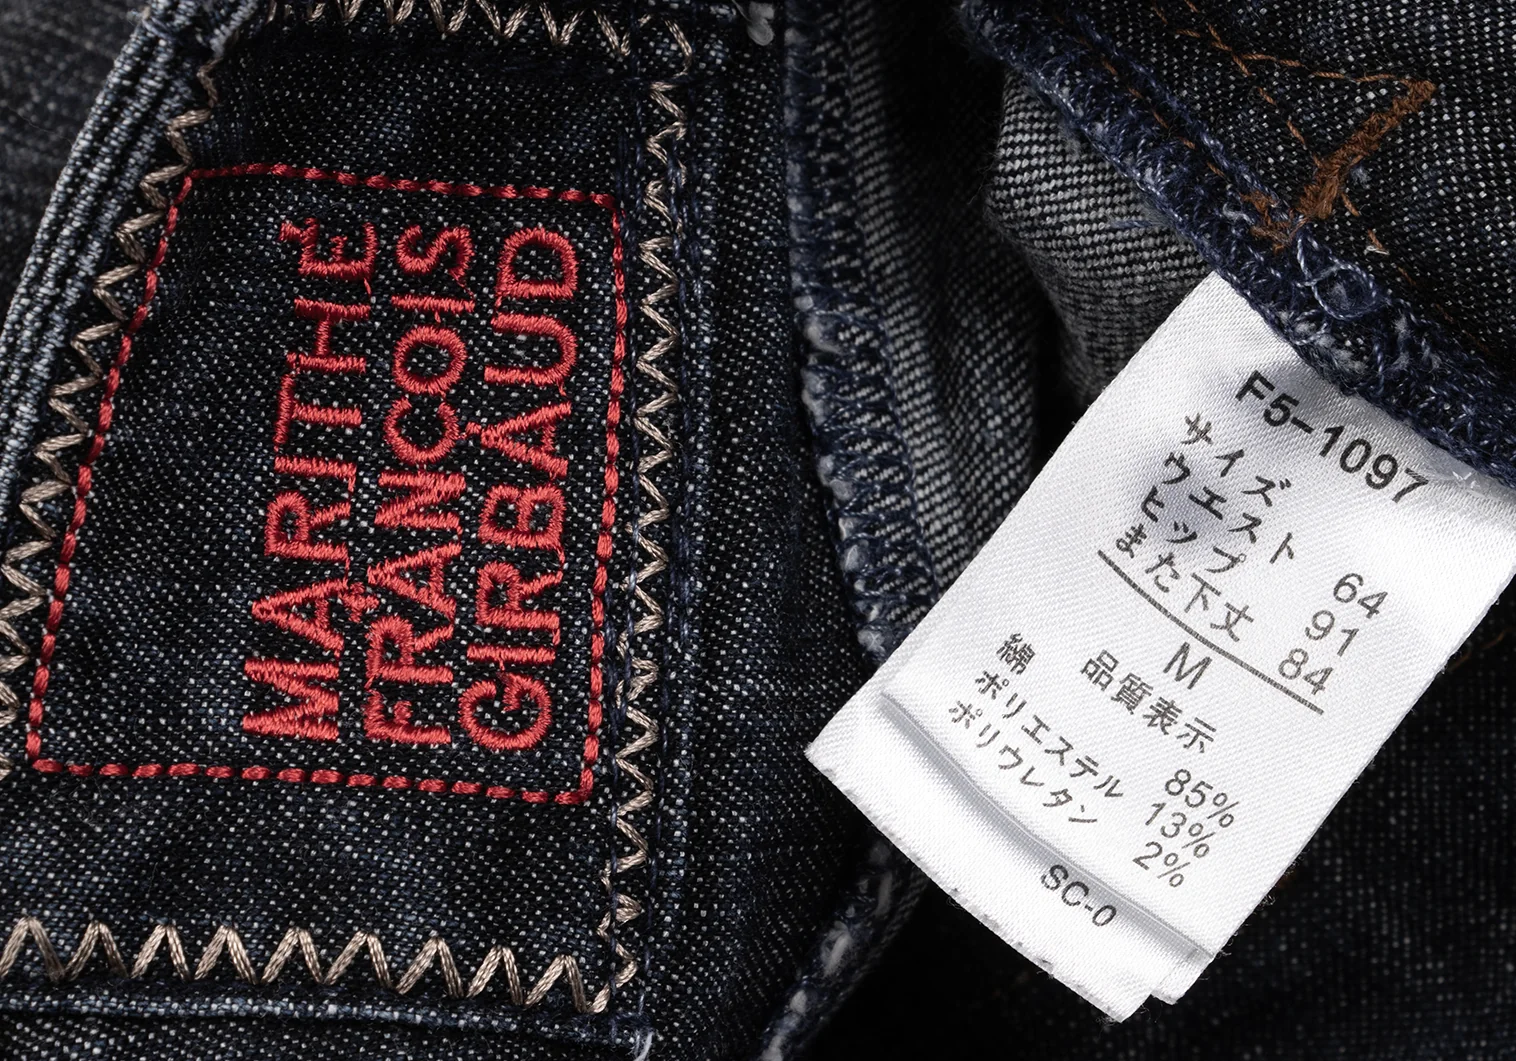 MARITHÉ
FRANCOIS
GIRBAUD
F5-1097
サイズ
ウエスト 64
ヒップ 91
また下丈 84
M
品質表示
綿 85%
ポリエステル 13%
ポリウレタン 2%
SC-0